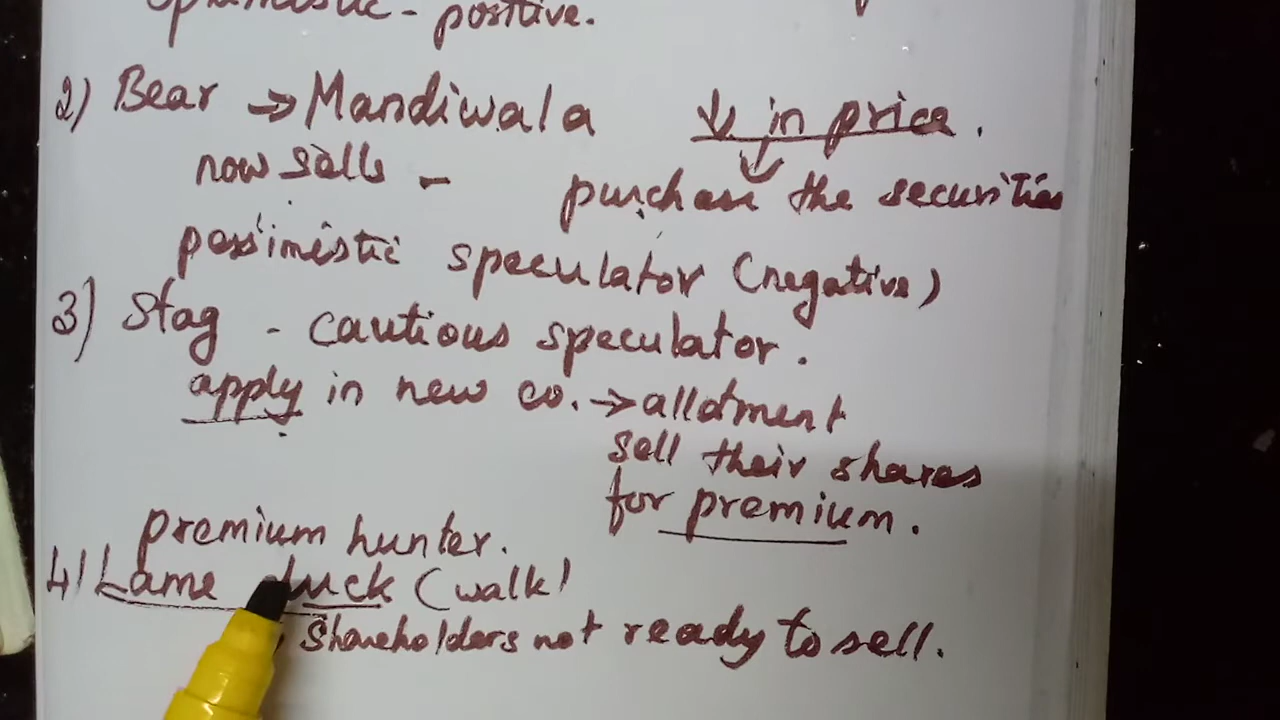 optimistic - positive.
2) Bear → Mandiwala ↓ in price.
now sells - purchase the securities
pessimistic speculator (negative)
3) Stag - cautious speculator.
apply in new co. → allotment
sell their shares
for premium.
premium hunter.
4) Lame duck (walk)
shareholders not ready to sell.